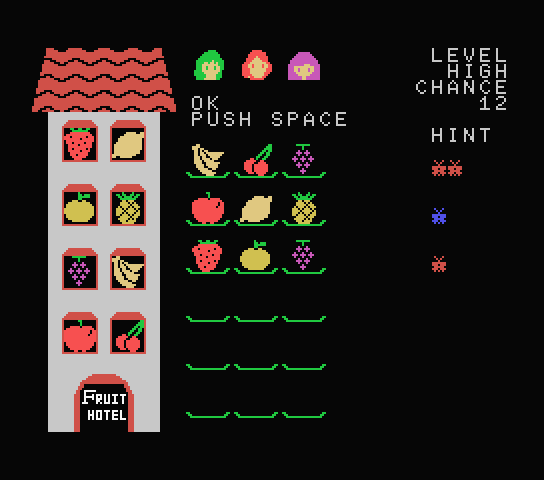 LEVEL
HIGH
CHANCE
12
OK
PUSH SPACE
HINT
FRUIT
HOTEL